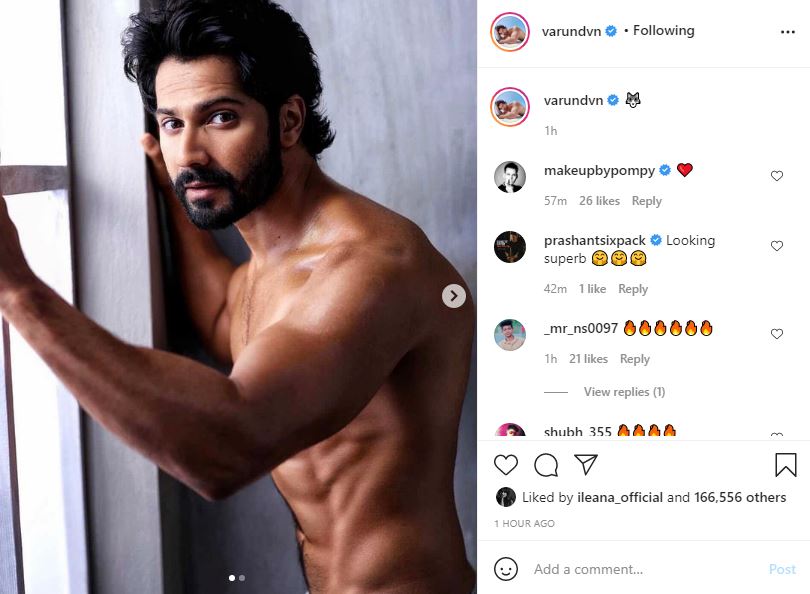 varundvn • Following
varundvn 🐺
1h
makeupbypompy ❤️
57m 26 likes Reply
prashantsixpack Looking
superb 🤗🤗🤗
42m 1 like Reply
_mr_ns0097 🔥🔥🔥🔥🔥🔥
1h 21 likes Reply
View replies (1)
shubh_355 🔥🔥🔥🔥
Liked by ileana_official and 166,556 others
1 HOUR AGO
Add a comment... Post